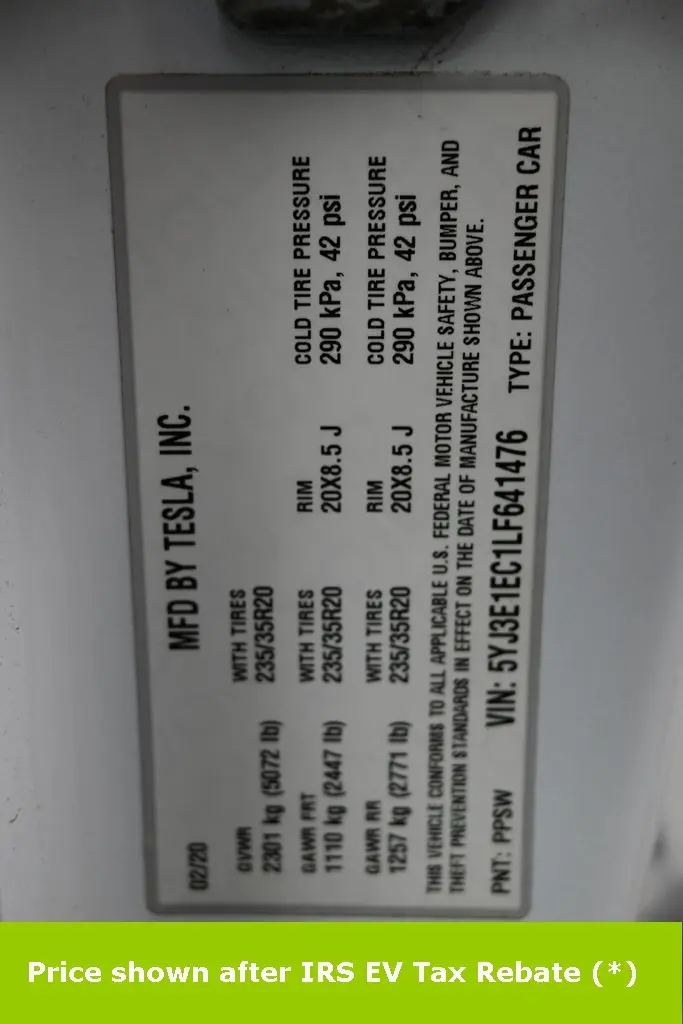 02/20 MFD BY TESLA, INC.
GVWR WITH TIRES
2301 kg (5072 lb) 235/35R20
GAWR FRT WITH TIRES RIM COLD TIRE PRESSURE
1110 kg (2447 lb) 235/35R20 20X8.5 J 290 kPa, 42 psi
GAWR RR WITH TIRES RIM COLD TIRE PRESSURE
1257 kg (2771 lb) 235/35R20 20X8.5 J 290 kPa, 42 psi
THIS VEHICLE CONFORMS TO ALL APPLICABLE U.S. FEDERAL MOTOR VEHICLE SAFETY, BUMPER, AND
THEFT PREVENTION STANDARDS IN EFFECT ON THE DATE OF MANUFACTURE SHOWN ABOVE.
PNT: PPSW VIN: 5YJ3E1EC1LF641476 TYPE: PASSENGER CAR
Price shown after IRS EV Tax Rebate (*)